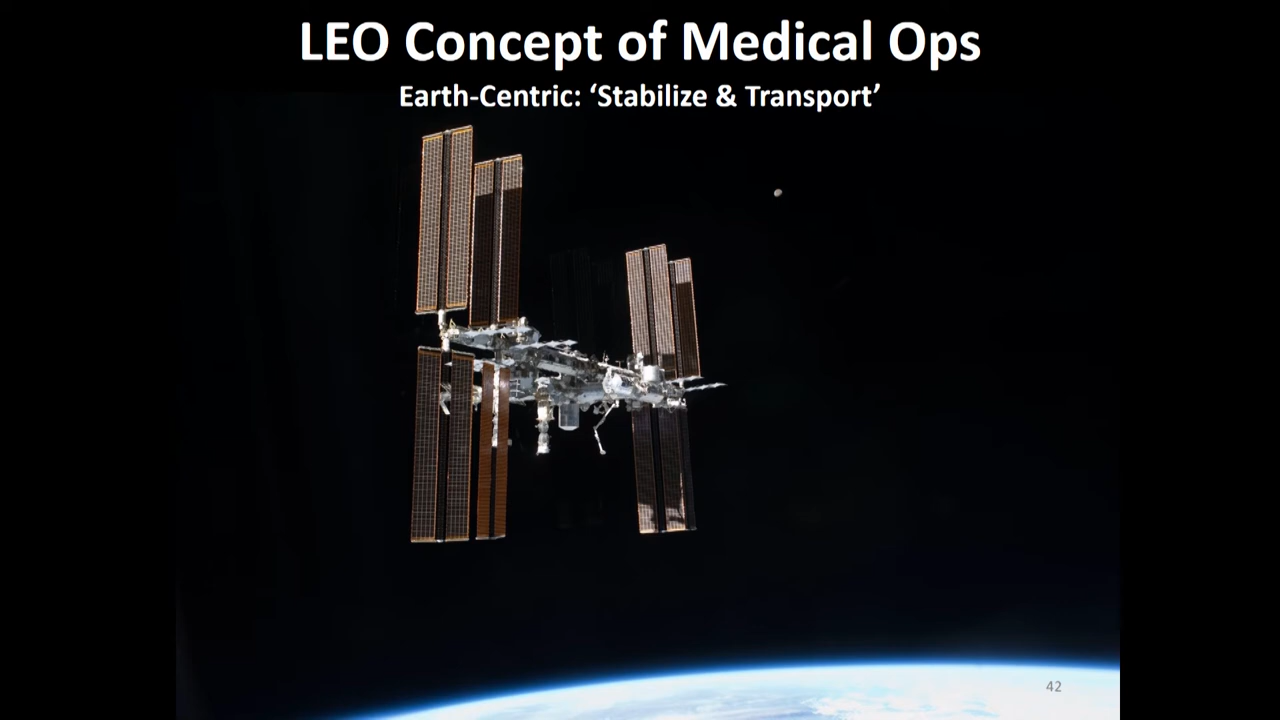 LEO Concept of Medical Ops
Earth-Centric: ‘Stabilize & Transport’
42